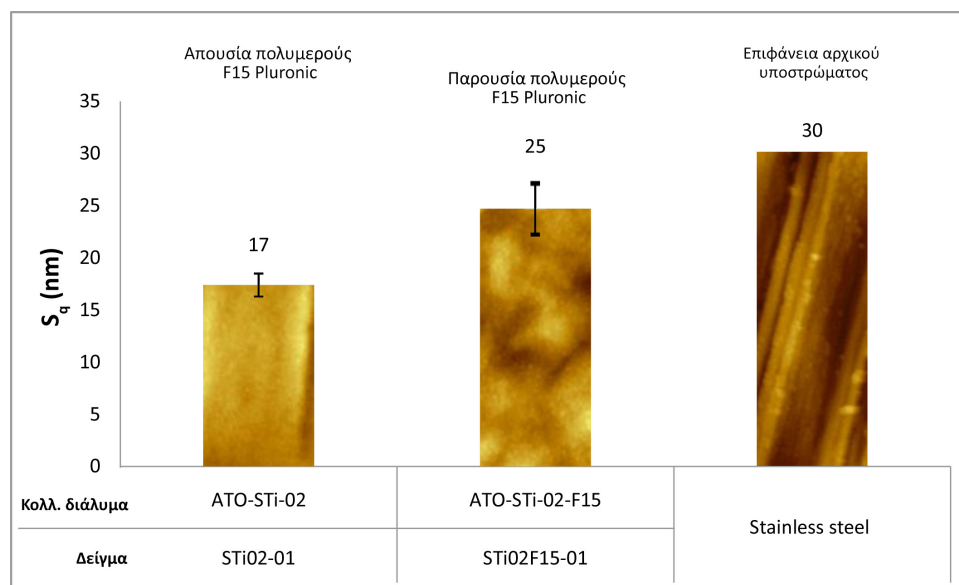 Απουσία πολυμερούς
F15 Pluronic
Παρουσία πολυμερούς
F15 Pluronic
Επιφάνεια αρχικού
υποστρώματος
35
30
25
20
15
10
5
0
S_q (nm)
17
25
30
Κολλ. διάλυμα ATO-STi-02 ATO-STi-02-F15 Stainless steel
Δείγμα STi02-01 STi02F15-01